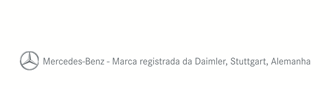 Mercedes-Benz - Marca registrada da Daimler, Stuttgart, Alemanha